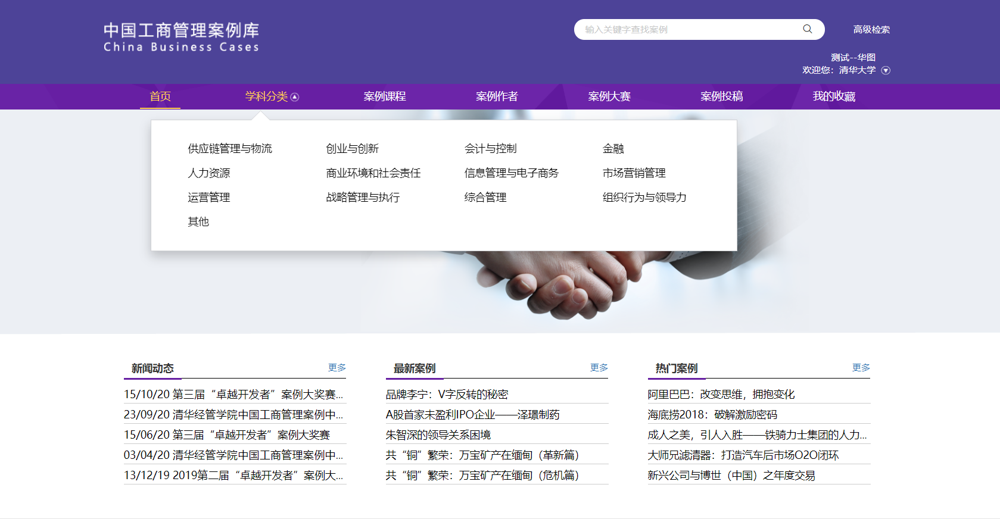 中国工商管理案例库
China Business Cases
输入关键字查找案例
高级检索
测试--华图
欢迎您：清华大学
首页 学科分类 案例课程 案例作者 案例大赛 案例投稿 我的收藏
供应链管理与物流 创业与创新 会计与控制 金融
人力资源 商业环境和社会责任 信息管理与电子商务 市场营销管理
运营管理 战略管理与执行 综合管理 组织行为与领导力
其他
新闻动态 更多
15/10/20 第三届“卓越开发者”案例大奖赛...
23/09/20 清华经管学院中国工商管理案例中...
15/06/20 第三届“卓越开发者”案例大奖赛
03/04/20 清华经管学院中国工商管理案例中...
13/12/19 2019第二届“卓越开发者”案例大...
最新案例 更多
品牌李宁：V字反转的秘密
A股首家未盈利IPO企业——泽璟制药
朱智深的领导关系困境
共“铜”繁荣：万宝矿产在缅甸（革新篇）
共“铜”繁荣：万宝矿产在缅甸（危机篇）
热门案例 更多
阿里巴巴：改变思维，拥抱变化
海底捞2018：破解激励密码
成人之美，引人入胜——铁骑力士集团的人力...
大师兄滤清器：打造汽车后市场O2O闭环
新兴公司与博世（中国）之年度交易